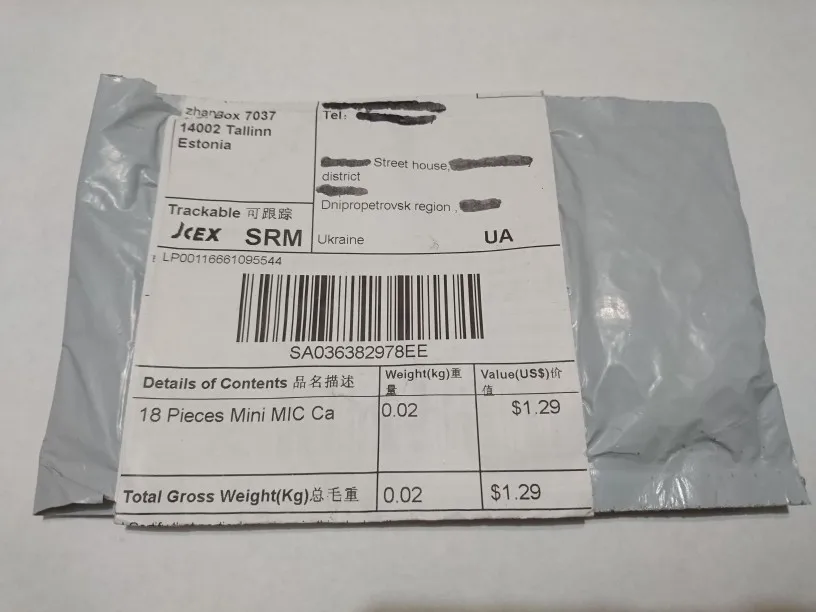 zhan Box 7037
14002 Tallinn
Estonia
Tel:
Street house,
district
Dnipropetrovsk region ,
Ukraine UA
Trackable 可跟踪
JCEX SRM
LP00116661095544
SA036382978EE
Details of Contents 品名描述
Weight(kg)重量
Value(US$)价值
18 Pieces Mini MIC Ca 0.02 $1.29
Total Gross Weight(Kg)总毛重 0.02 $1.29